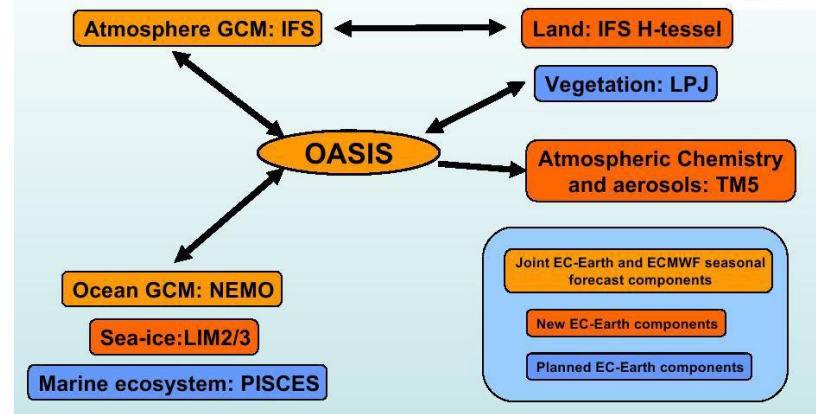 Atmosphere GCM: IFS
Land: IFS H-tessel
Vegetation: LPJ
OASIS
Atmospheric Chemistry
and aerosols: TM5
Ocean GCM: NEMO
Sea-ice:LIM2/3
Marine ecosystem: PISCES
Joint EC-Earth and ECMWF seasonal
forecast components
New EC-Earth components
Planned EC-Earth components